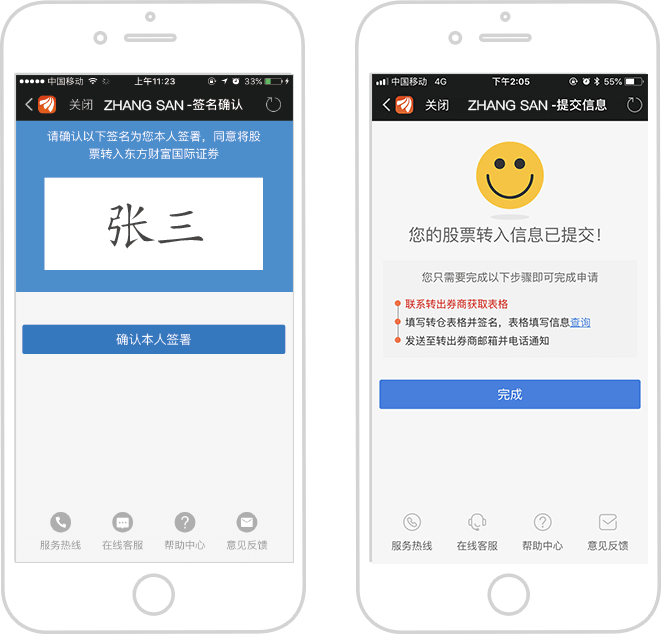 中国移动
上午11:23
33%
关闭
ZHANG SAN -签名确认
请确认以下签名为您本人签署，同意将股
票转入东方财富国际证券
张三
确认本人签署
服务热线
在线客服
帮助中心
意见反馈
中国移动 4G
下午2:05
55%
关闭
ZHANG SAN -提交信息
您的股票转入信息已提交！
您只需要完成以下步骤即可完成申请
联系转出券商获取表格
填写转仓表格并签名，表格填写信息查询
发送至转出券商邮箱并电话通知
完成
服务热线
在线客服
帮助中心
意见反馈